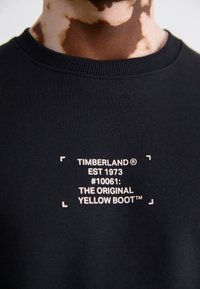 TIMBERLAND ®
EST 1973
#10061:
THE ORIGINAL
YELLOW BOOT™